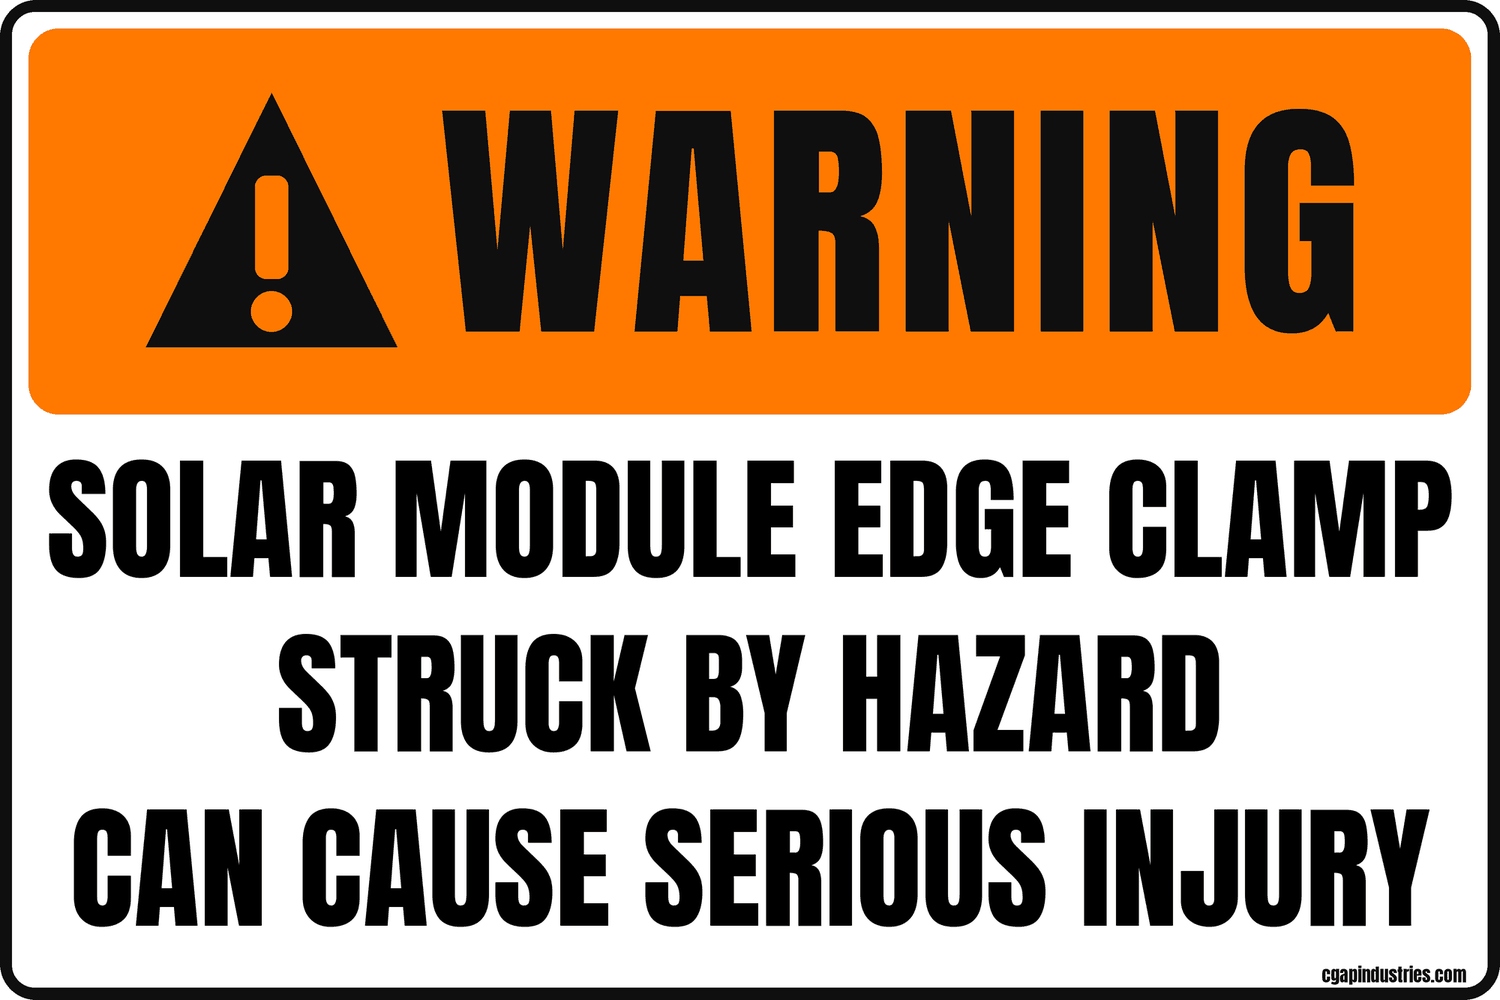 WARNING
SOLAR MODULE EDGE CLAMP
STRUCK BY HAZARD
CAN CAUSE SERIOUS INJURY
cgapindustries.com